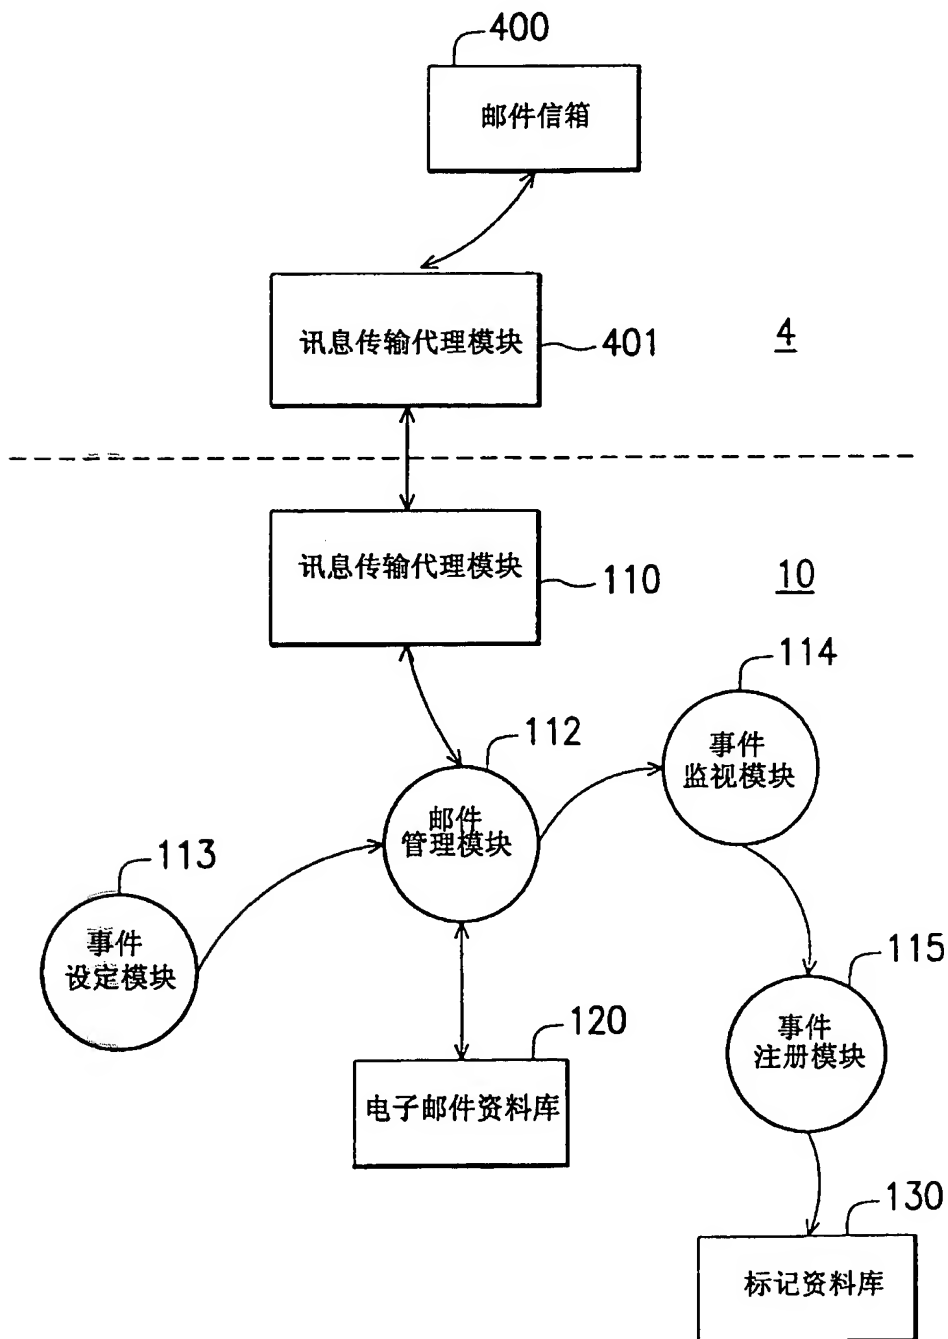 400
邮件信箱
讯息传输代理模块
401
4
讯息传输代理模块
110
10
114
事件
监视模块
112
邮件
管理模块
113
事件
设定模块
115
事件
注册模块
120
电子邮件资料库
130
标记资料库